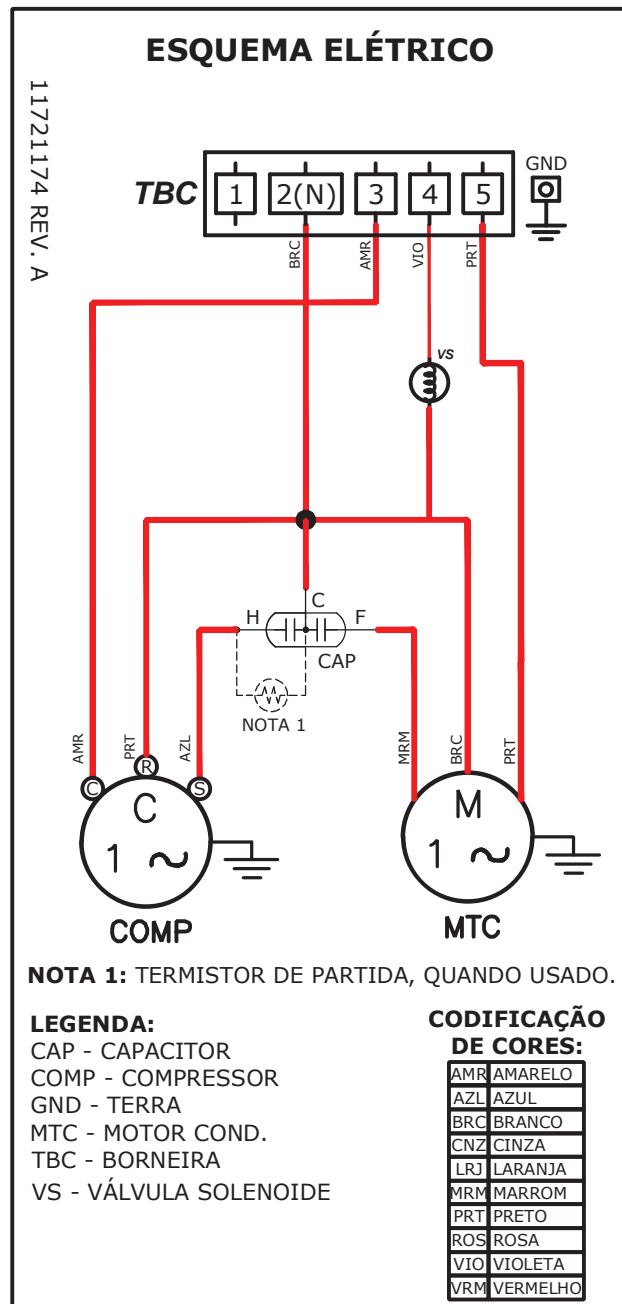 ESQUEMA ELÉTRICO
11721174 REV. A
TBC 1 2(N) 3 4 5 GND
BRC AMR VIO PRT
VS
C
H F
CAP
NOTA 1
AMR PRT AZL MRM BRC PRT
C R S
C M
1 ~ 1 ~
COMP MTC
NOTA 1: TERMISTOR DE PARTIDA, QUANDO USADO.
LEGENDA:
CAP - CAPACITOR
COMP - COMPRESSOR
GND - TERRA
MTC - MOTOR COND.
TBC - BORNEIRA
VS - VÁLVULA SOLENOIDE
CODIFICAÇÃO
DE CORES:
AMR AMARELO
AZL AZUL
BRC BRANCO
CNZ CINZA
LRJ LARANJA
MRM MARROM
PRT PRETO
ROS ROSA
VIO VIOLETA
VRM VERMELHO